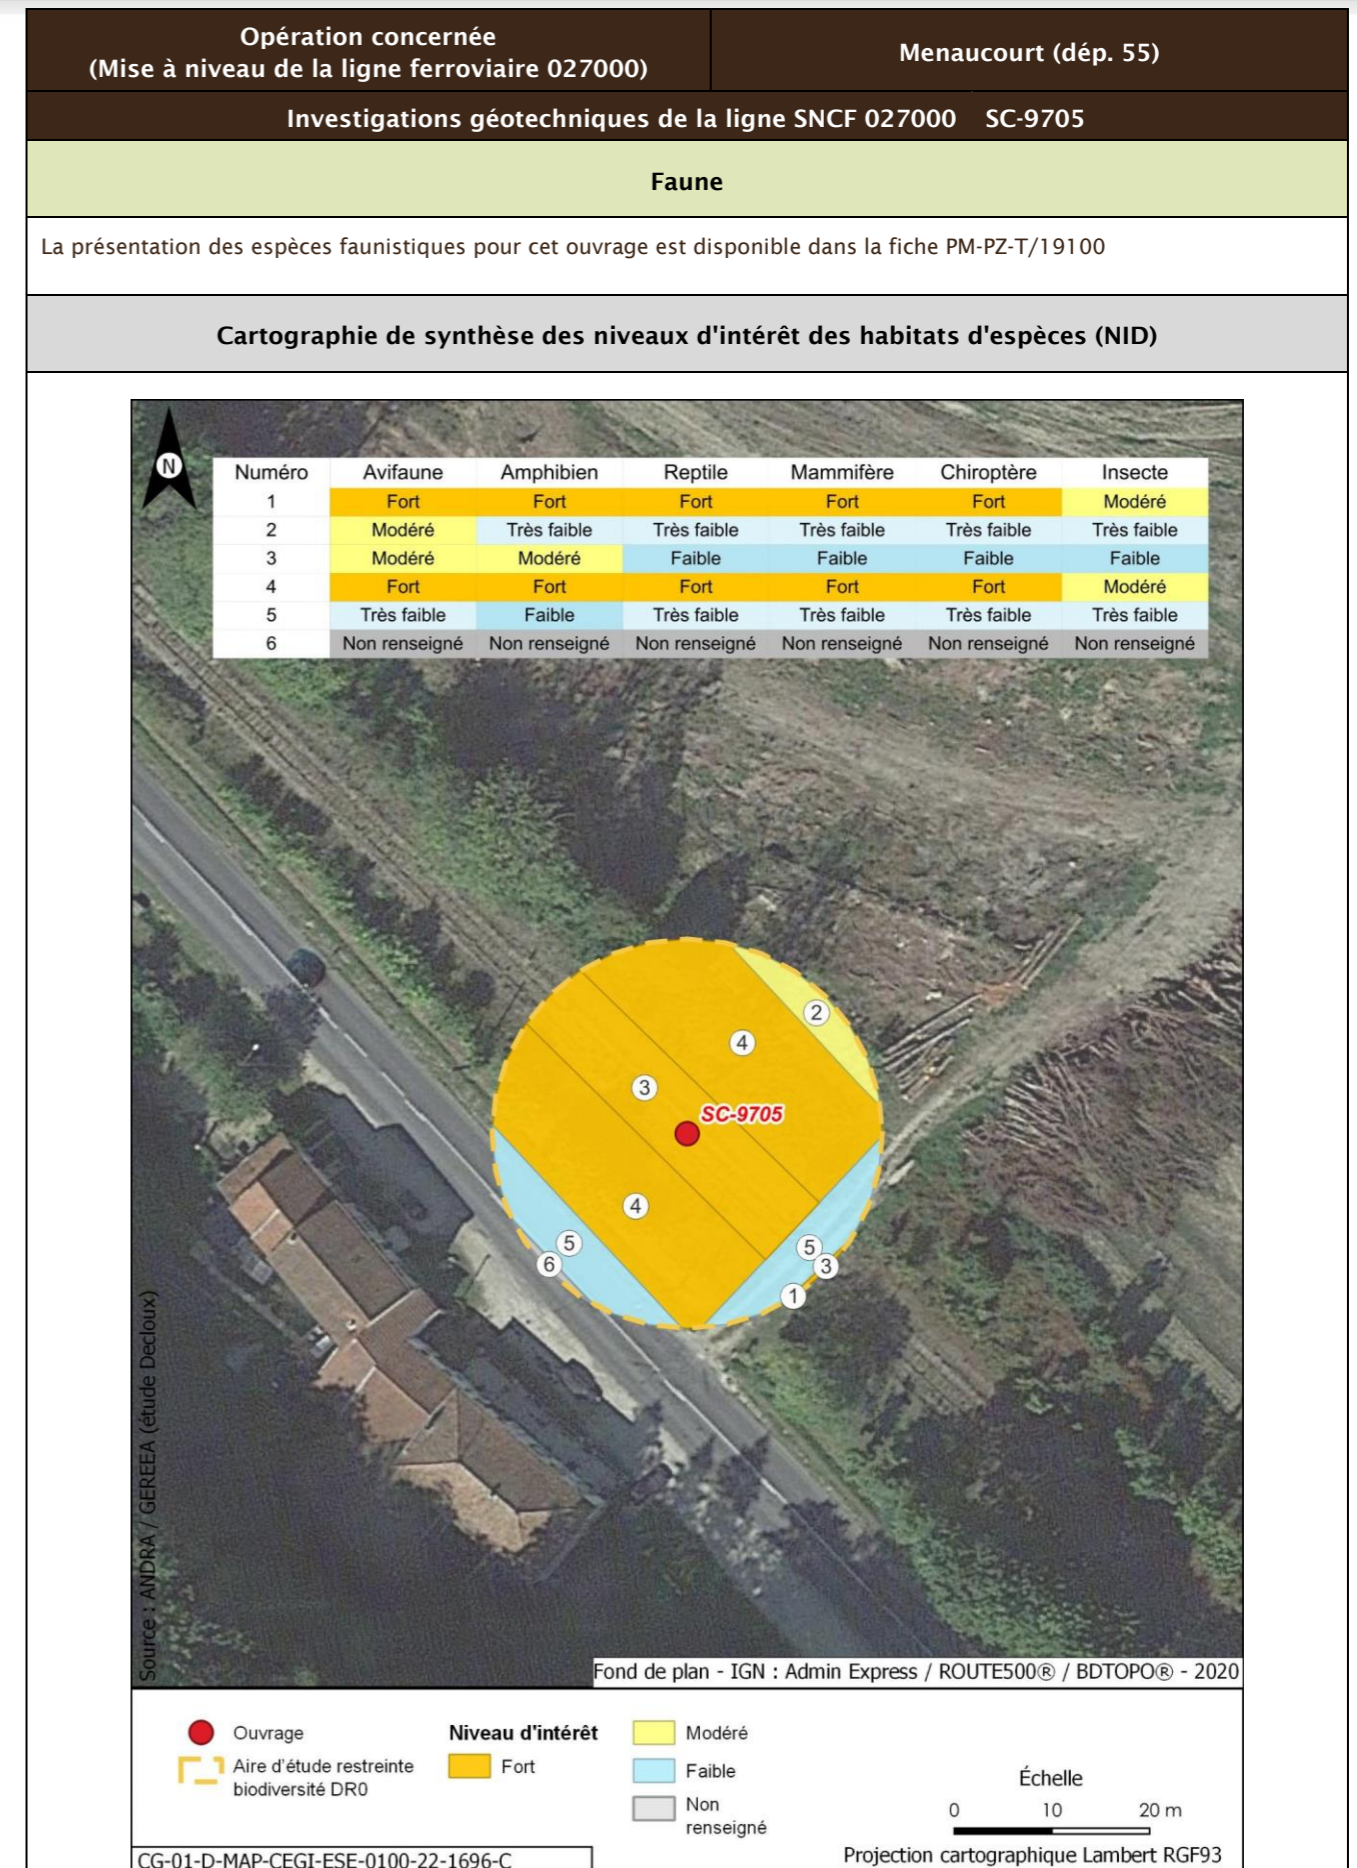 Opération concernée
(Mise à niveau de la ligne ferroviaire 027000)
Menaucourt (dép. 55)
Investigations géotechniques de la ligne SNCF 027000 SC-9705
Faune
La présentation des espèces faunistiques pour cet ouvrage est disponible dans la fiche PM-PZ-T/19100
Cartographie de synthèse des niveaux d'intérêt des habitats d'espèces (NID)
N
Numéro Avifaune Amphibien Reptile Mammifère Chiroptère Insecte
1 Fort Fort Fort Fort Fort Modéré
2 Modéré Très faible Très faible Très faible Très faible Très faible
3 Modéré Modéré Faible Faible Faible Faible
4 Fort Fort Fort Fort Fort Modéré
5 Très faible Faible Très faible Très faible Très faible Très faible
6 Non renseigné Non renseigné Non renseigné Non renseigné Non renseigné Non renseigné
2
4
3
SC-9705
4
5
5
6
3
1
Source : ANDRA / GEREEA (étude Decloux)
Fond de plan - IGN : Admin Express / ROUTE500® / BDTOPO® - 2020
Ouvrage
Aire d'étude restreinte
biodiversité DR0
Niveau d'intérêt
Fort
Modéré
Faible
Non
renseigné
Échelle
0 10 20 m
Projection cartographique Lambert RGF93
CG-01-D-MAP-CEGI-ESE-0100-22-1696-C